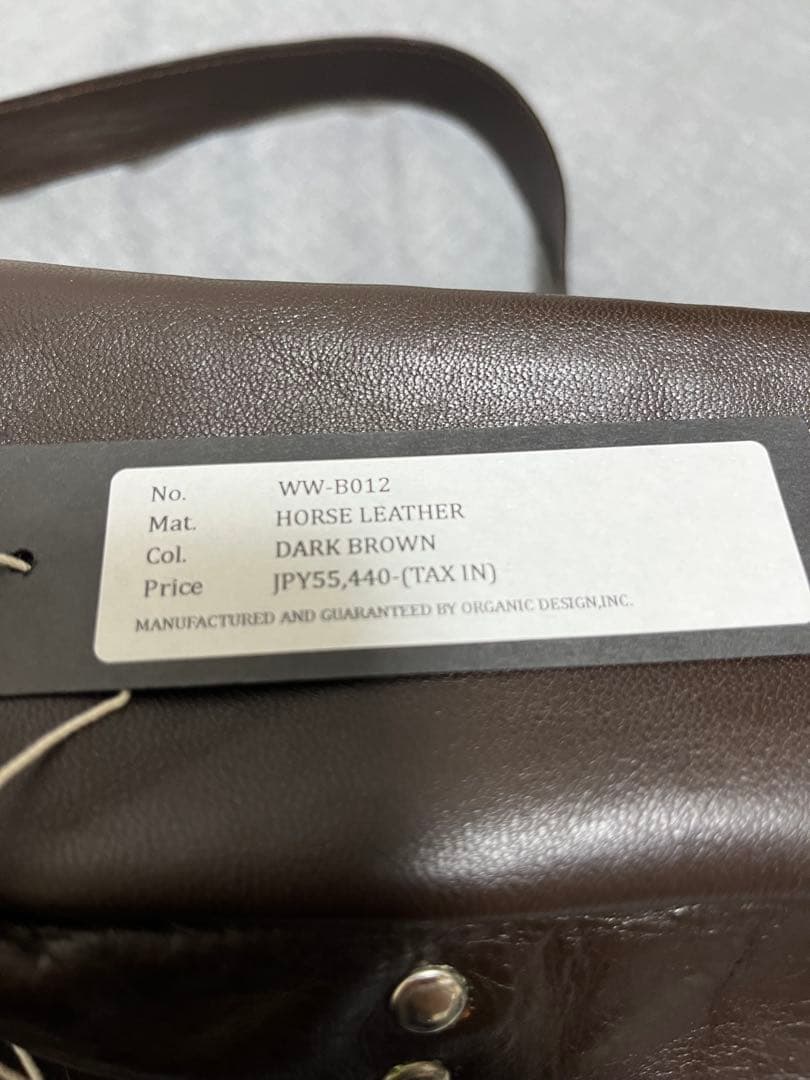 No. WW-B012
Mat. HORSE LEATHER
Col. DARK BROWN
Price JPY55,440-(TAX IN)
MANUFACTURED AND GUARANTEED BY ORGANIC DESIGN,INC.